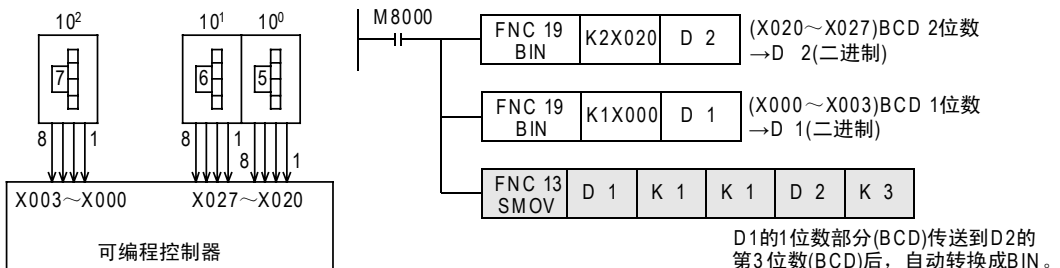 10² 10¹ 10⁰
7 6 5
8 1 8 1 8 1
X003～X000 X027～X020
可编程控制器
M8000
FNC 19 BIN K2X020 D 2
(X020～X027)BCD 2位数
→D 2(二进制)
FNC 19 BIN K1X000 D 1
(X000～X003)BCD 1位数
→D 1(二进制)
FNC 13 SMOV D 1 K 1 K 1 D 2 K 3
D1的1位数部分(BCD)传送到D2的
第3位数(BCD)后，自动转换成BIN。